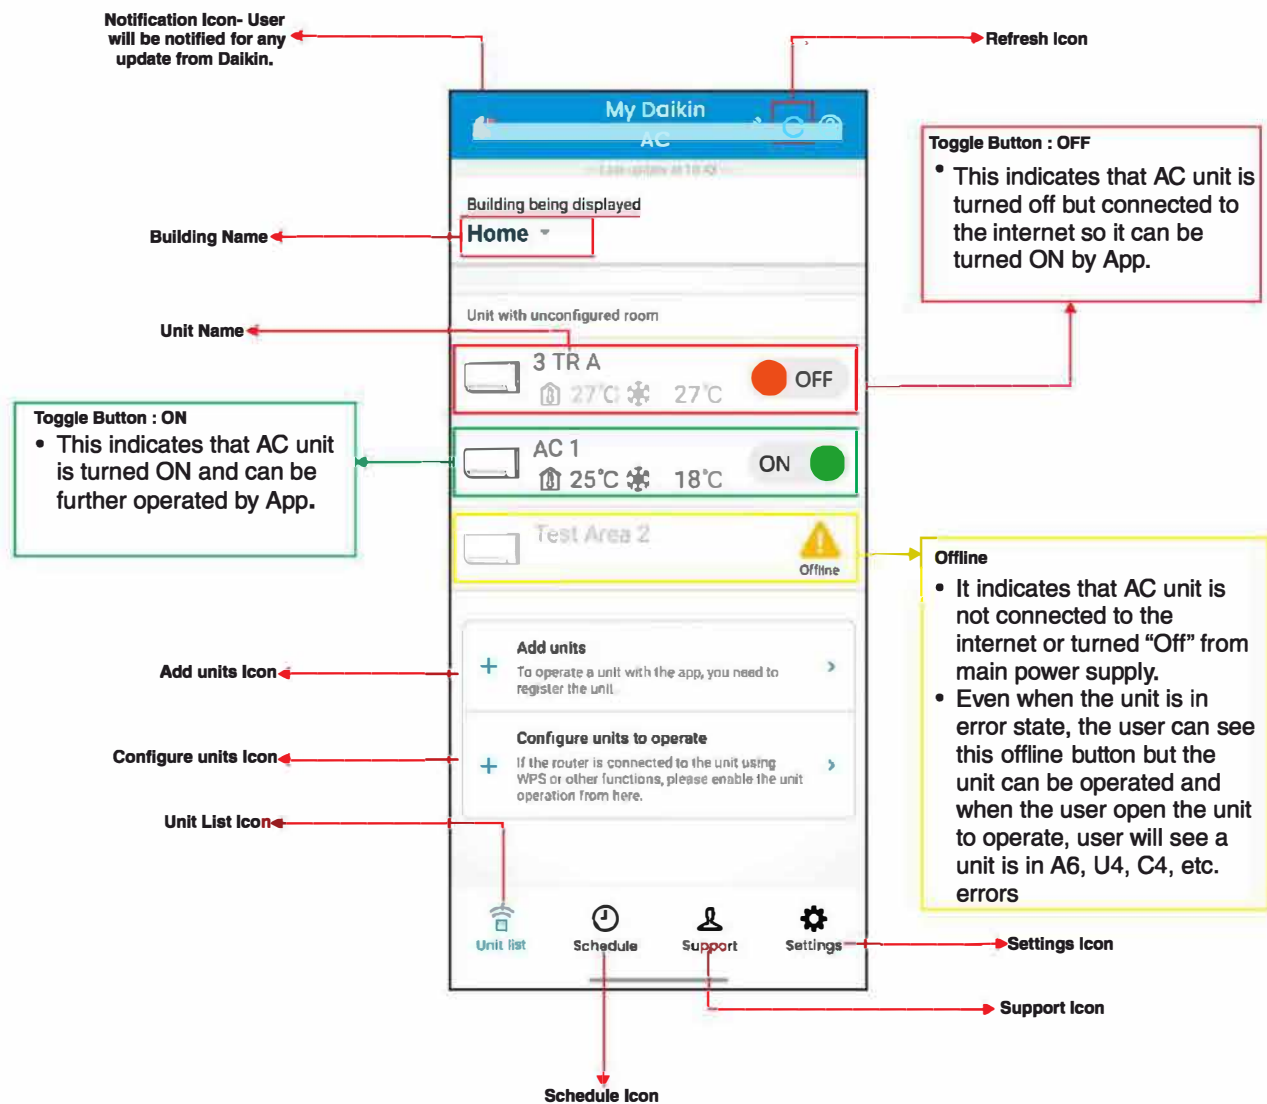 Notification Icon- User
will be notified for any
update from Daikin.
Refresh Icon
My Daikin
AC
Toggle Button : OFF
• This indicates that AC unit is
turned off but connected to
the internet so it can be
turned ON by App.
Building being displayed
Home
Building Name
Unit with unconfigured room
Unit Name
3 TR A
27°C 27°C
OFF
Toggle Button : ON
• This indicates that AC unit
is turned ON and can be
further operated by App.
AC 1
25°C 18°C
ON
Test Area 2
Offline
Offline
• It indicates that AC unit is
not connected to the
internet or turned “Off” from
main power supply.
• Even when the unit is in
error state, the user can see
this offline button but the
unit can be operated and
when the user open the unit
to operate, user will see a
unit is in A6, U4, C4, etc.
errors
Add units Icon
Add units
To operate a unit with the app, you need to
register the unit
Configure units Icon
Configure units to operate
If the router is connected to the unit using
WPS or other functions, please enable the unit
operation from here.
Unit List Icon
Unit list
Schedule
Support
Settings
Settings Icon
Support Icon
Schedule Icon